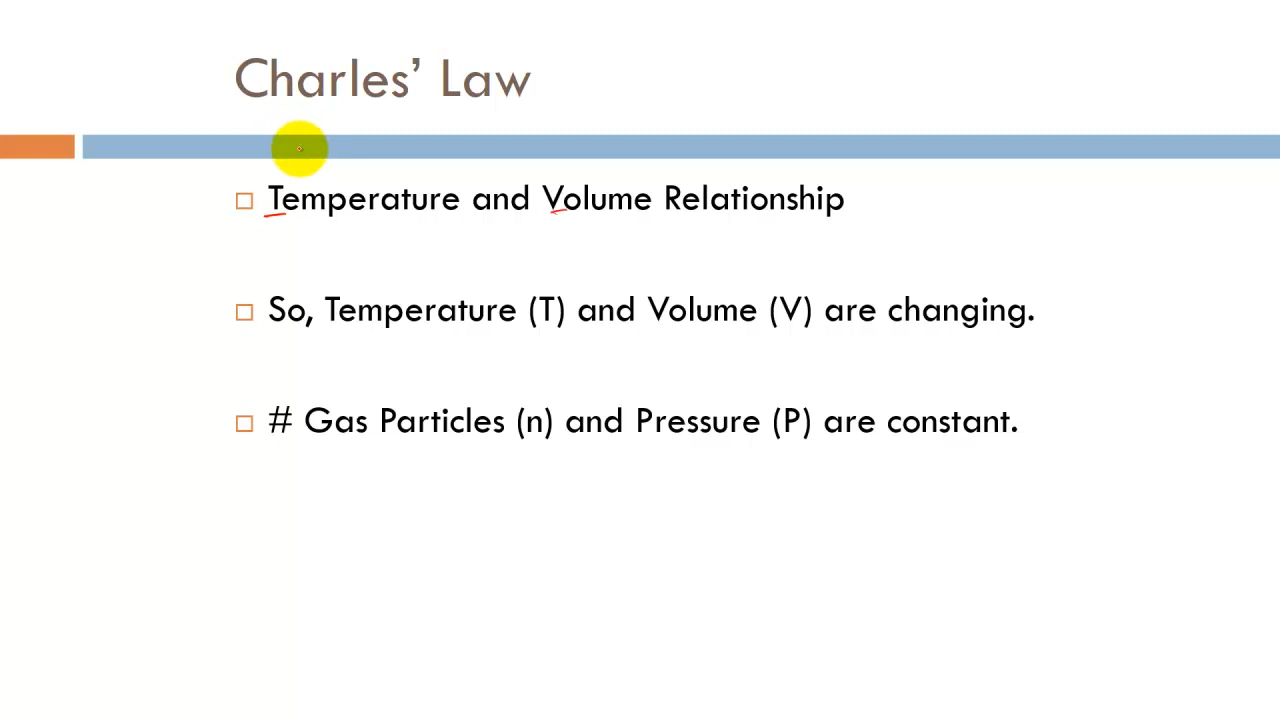 Charles’ Law
Temperature and Volume Relationship
So, Temperature (T) and Volume (V) are changing.
# Gas Particles (n) and Pressure (P) are constant.